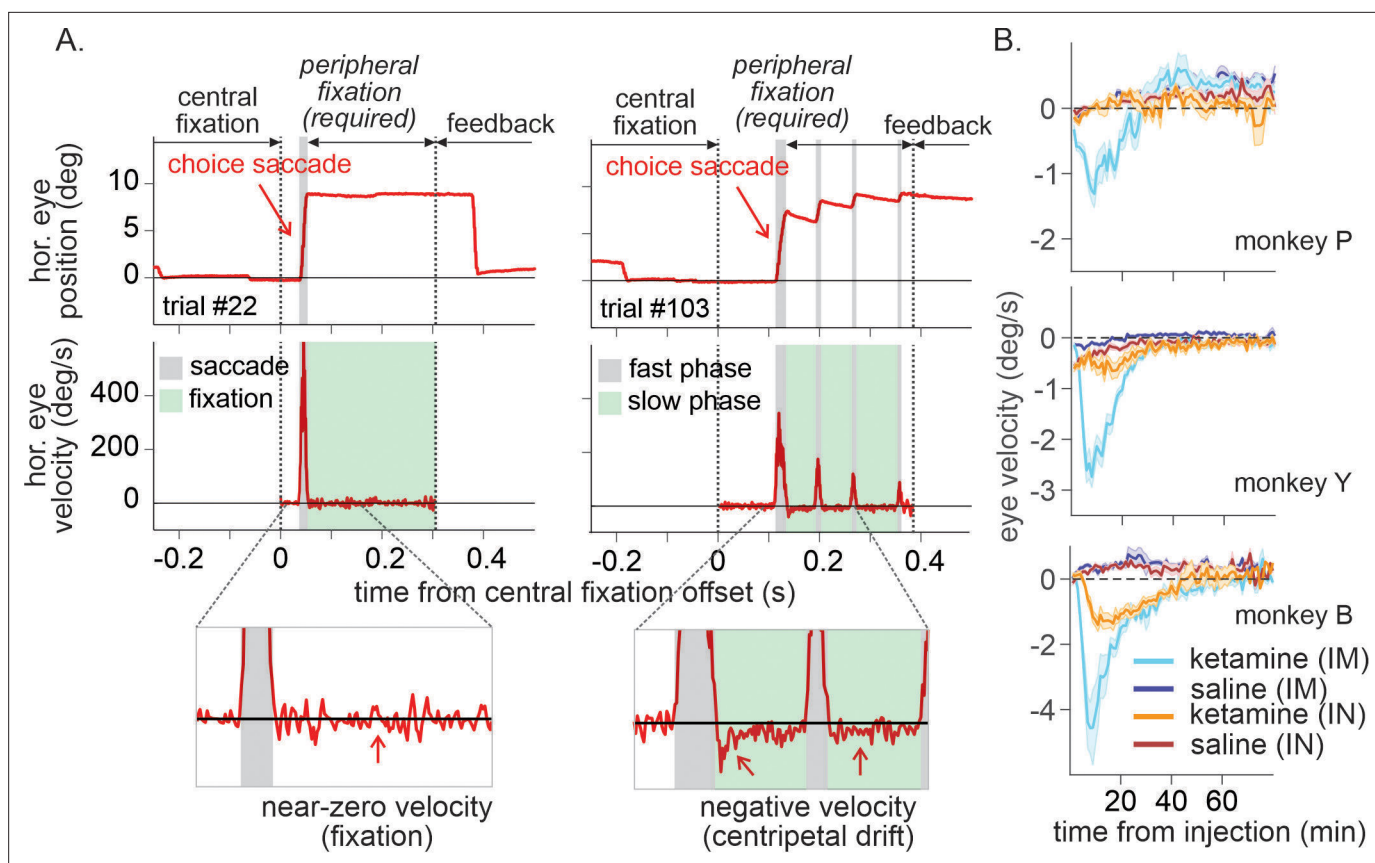 A.
central
fixation
peripheral
fixation
(required)
feedback
choice saccade
hor. eye
position (deg)
10
5
0
trial #22
central
fixation
peripheral
fixation
(required)
feedback
choice saccade
trial #103
hor. eye
velocity (deg/s)
400
200
0
saccade
fixation
-0.2
0
0.2
0.4
fast phase
slow phase
-0.2
0
0.2
0.4
time from central fixation offset (s)
near-zero velocity
(fixation)
negative velocity
(centripetal drift)
B.
eye velocity (deg/s)
0
-1
-2
monkey P
0
-1
-2
-3
monkey Y
0
-2
-4
monkey B
ketamine (IM)
saline (IM)
ketamine (IN)
saline (IN)
20
40
60
time from injection (min)